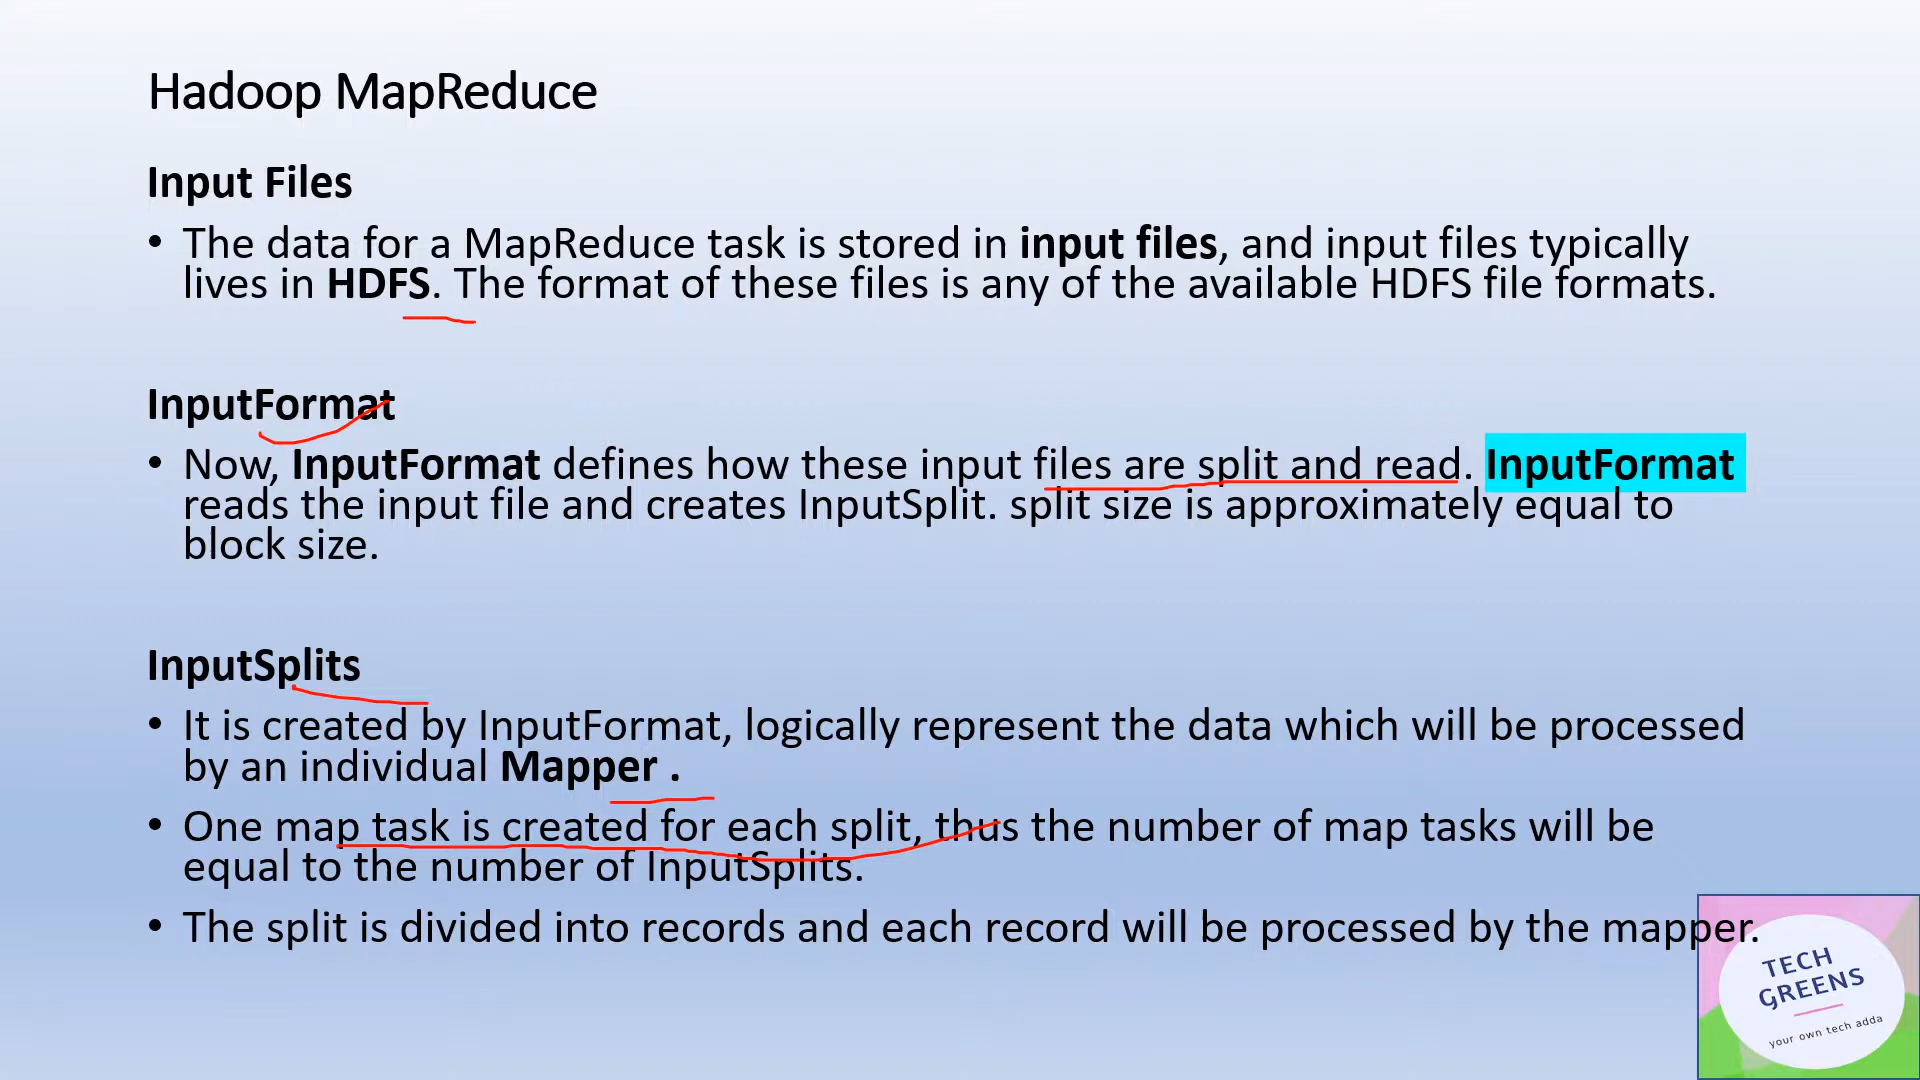 Hadoop MapReduce
Input Files
• The data for a MapReduce task is stored in input files, and input files typically
lives in HDFS. The format of these files is any of the available HDFS file formats.
InputFormat
• Now, InputFormat defines how these input files are split and read. InputFormat
reads the input file and creates InputSplit. split size is approximately equal to
block size.
InputSplits
• It is created by InputFormat, logically represent the data which will be processed
by an individual Mapper .
• One map task is created for each split, thus the number of map tasks will be
equal to the number of InputSplits.
• The split is divided into records and each record will be processed by the mapper.
TECH
GREENS
your own tech adda